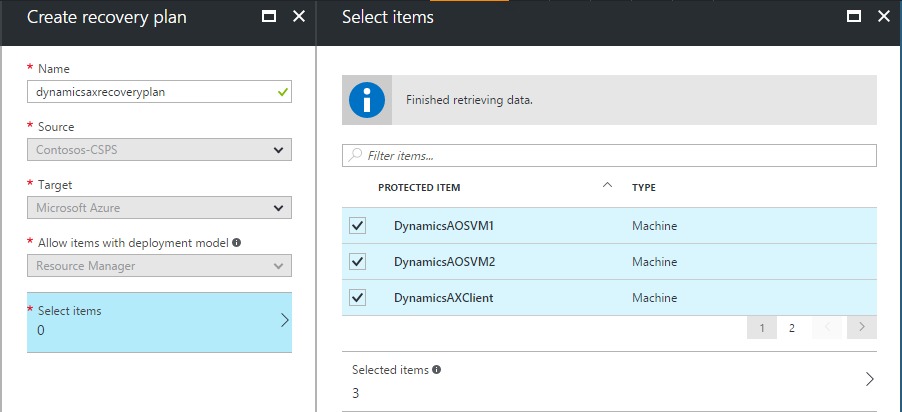 Create recovery plan
* Name
dynamicsaxrecoveryplan
* Source
Contosos-CSPS
* Target
Microsoft Azure
* Allow items with deployment model
Resource Manager
* Select items
0
Select items
Finished retrieving data.
Filter items...
PROTECTED ITEM TYPE
DynamicsAOSVM1 Machine
DynamicsAOSVM2 Machine
DynamicsAXClient Machine
1 2
Selected items
3